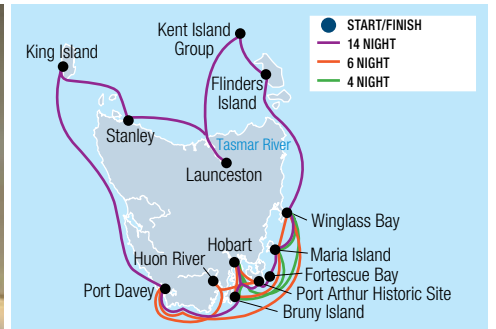 Kent Island
Group
King Island
Flinders
Island
Stanley
Tasmar River
Launceston
Winglass Bay
Hobart
Maria Island
Huon River
Fortescue Bay
Port Davey
Port Arthur Historic Site
Bruny Island
START/FINISH
14 NIGHT
6 NIGHT
4 NIGHT